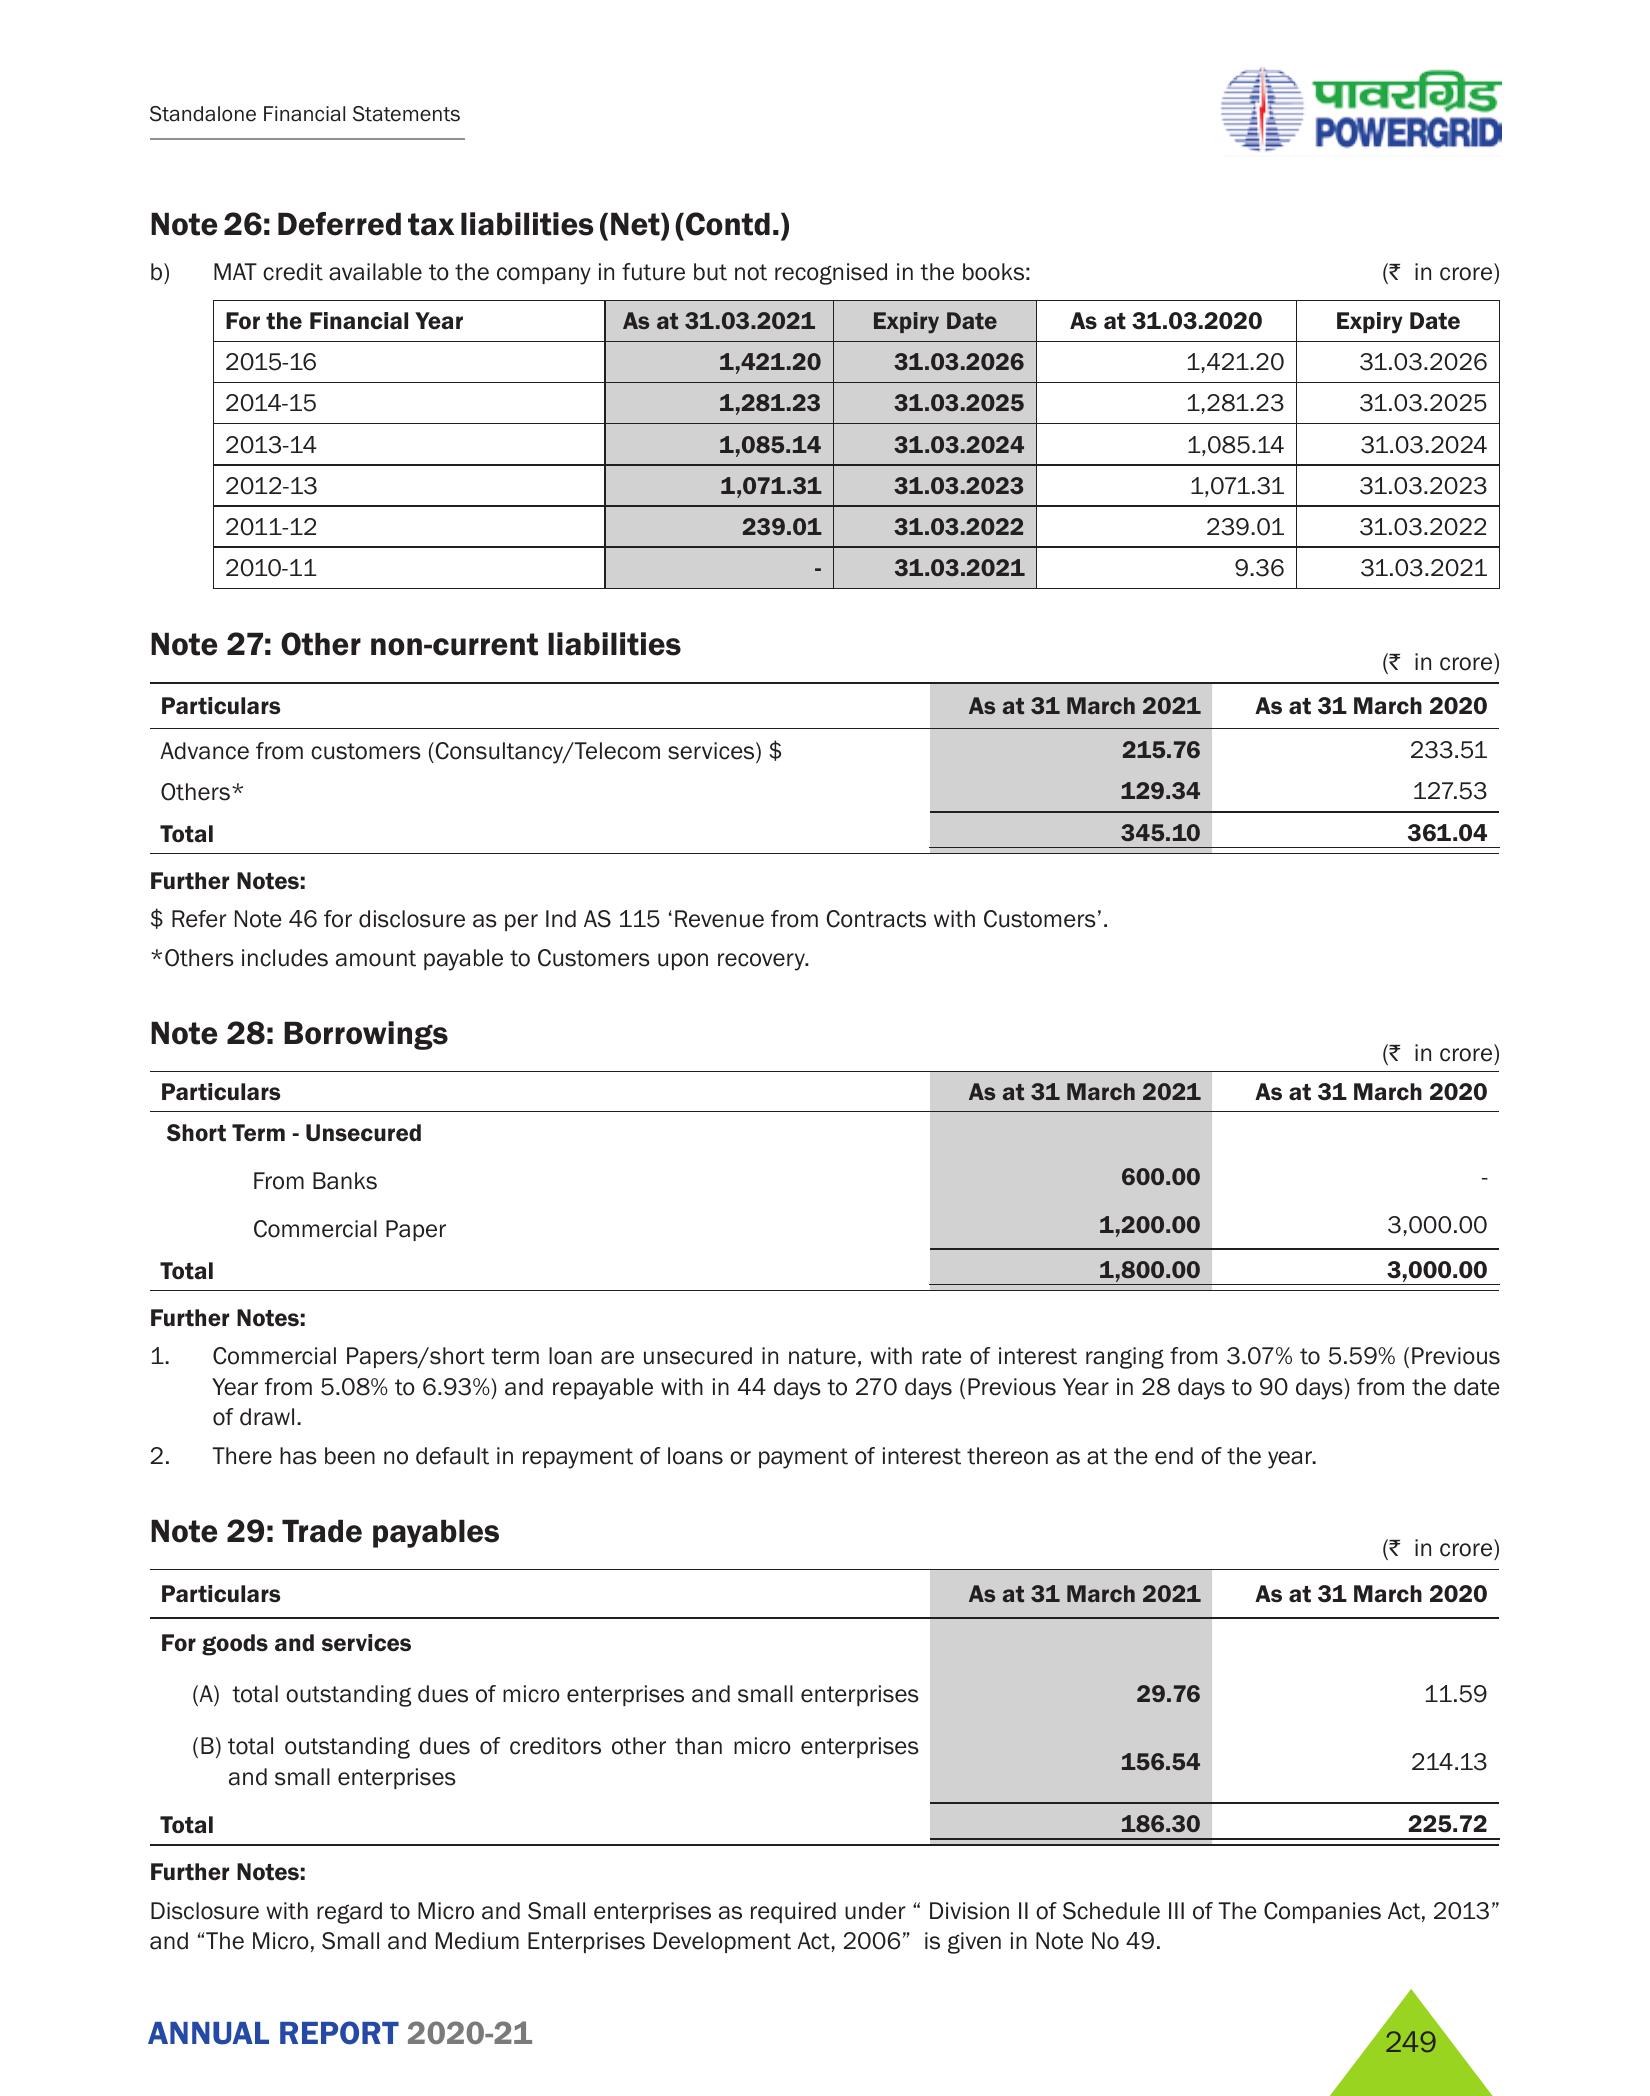 Standalone Financial Statements
पावरग्रिड
POWERGRID
Note 26: Deferred tax liabilities (Net) (Contd.)
b) MAT credit available to the company in future but not recognised in the books: (₹ in crore)
For the Financial Year As at 31.03.2021 Expiry Date As at 31.03.2020 Expiry Date
2015-16 1,421.20 31.03.2026 1,421.20 31.03.2026
2014-15 1,281.23 31.03.2025 1,281.23 31.03.2025
2013-14 1,085.14 31.03.2024 1,085.14 31.03.2024
2012-13 1,071.31 31.03.2023 1,071.31 31.03.2023
2011-12 239.01 31.03.2022 239.01 31.03.2022
2010-11 - 31.03.2021 9.36 31.03.2021
Note 27: Other non-current liabilities
(₹ in crore)
Particulars As at 31 March 2021 As at 31 March 2020
Advance from customers (Consultancy/Telecom services) $ 215.76 233.51
Others* 129.34 127.53
Total 345.10 361.04
Further Notes:
$ Refer Note 46 for disclosure as per Ind AS 115 ‘Revenue from Contracts with Customers’.
*Others includes amount payable to Customers upon recovery.
Note 28: Borrowings
(₹ in crore)
Particulars As at 31 March 2021 As at 31 March 2020
Short Term - Unsecured
From Banks 600.00 -
Commercial Paper 1,200.00 3,000.00
Total 1,800.00 3,000.00
Further Notes:
1. Commercial Papers/short term loan are unsecured in nature, with rate of interest ranging from 3.07% to 5.59% (Previous
Year from 5.08% to 6.93%) and repayable with in 44 days to 270 days (Previous Year in 28 days to 90 days) from the date
of drawl.
2. There has been no default in repayment of loans or payment of interest thereon as at the end of the year.
Note 29: Trade payables
(₹ in crore)
Particulars As at 31 March 2021 As at 31 March 2020
For goods and services
(A) total outstanding dues of micro enterprises and small enterprises 29.76 11.59
(B) total outstanding dues of creditors other than micro enterprises
and small enterprises 156.54 214.13
Total 186.30 225.72
Further Notes:
Disclosure with regard to Micro and Small enterprises as required under “ Division II of Schedule III of The Companies Act, 2013”
and “The Micro, Small and Medium Enterprises Development Act, 2006” is given in Note No 49.
ANNUAL REPORT 2020-21
249